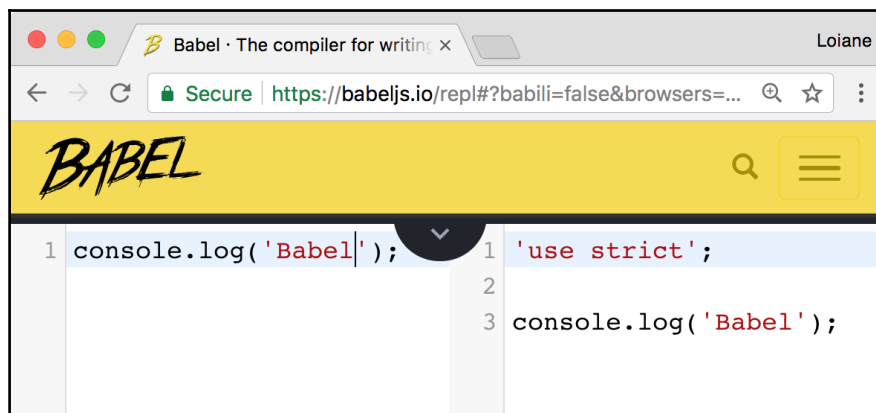 Babel · The compiler for writing
Loiane
Secure https://babeljs.io/repl#?babili=false&browsers=...
BABEL
1 console.log('Babel');
1 'use strict';
2
3 console.log('Babel');